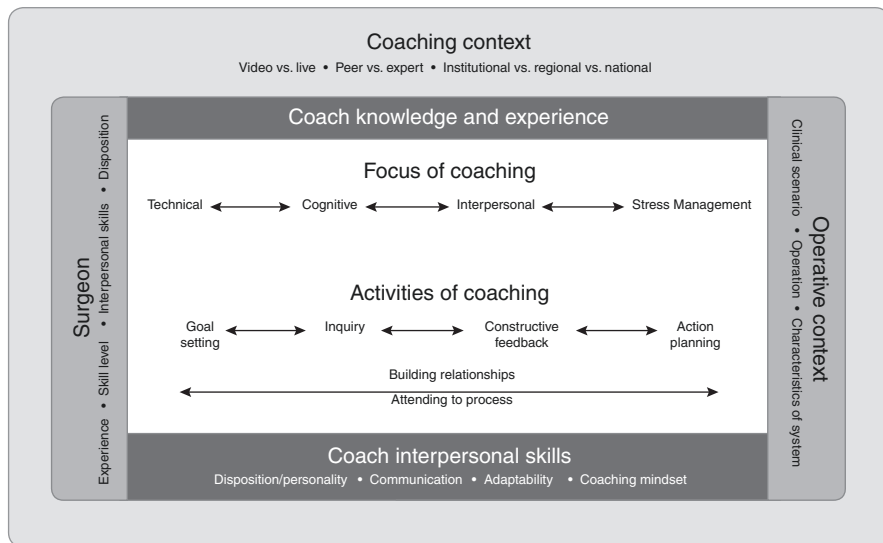 Coaching context
Video vs. live • Peer vs. expert • Institutional vs. regional vs. national
Coach knowledge and experience
Surgeon
Experience • Skill level • Interpersonal skills • Disposition
Focus of coaching
Technical Cognitive Interpersonal Stress Management
Activities of coaching
Goal setting Inquiry Constructive feedback Action planning
Building relationships
Attending to process
Operative context
Clinical scenario • Operation • Characteristics of system
Coach interpersonal skills
Disposition/personality • Communication • Adaptability • Coaching mindset